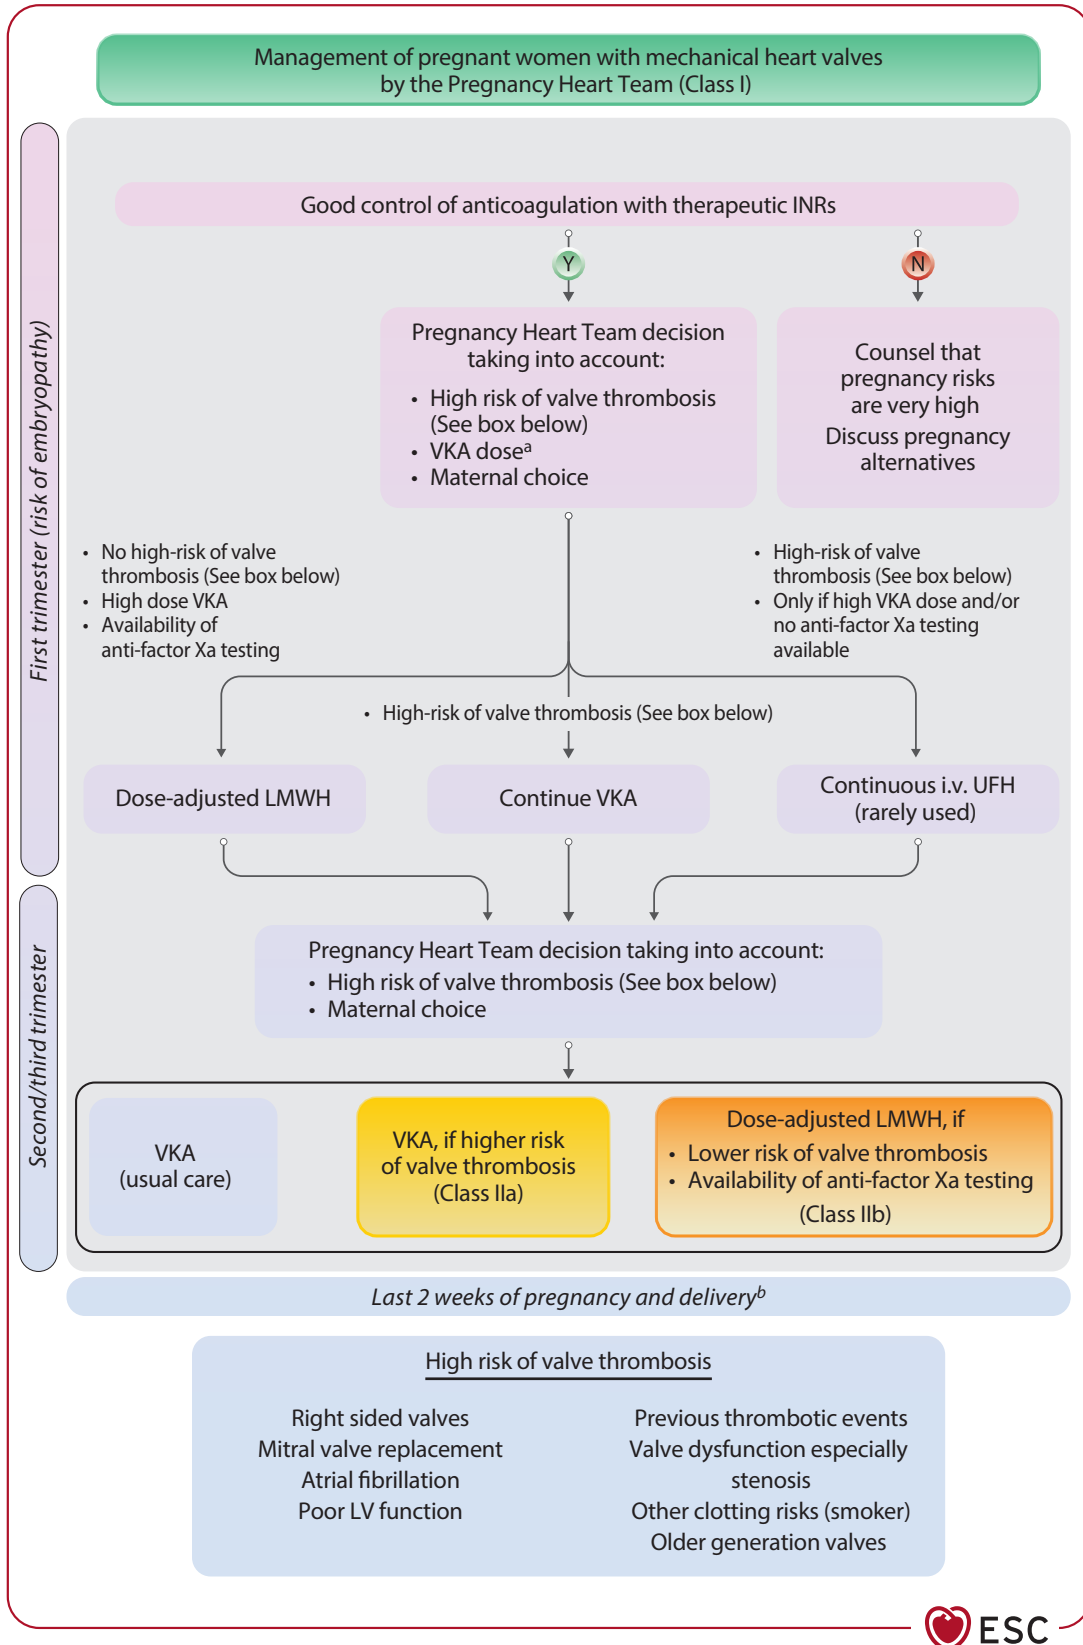 Management of pregnant women with mechanical heart valves
by the Pregnancy Heart Team (Class I)
First trimester (risk of embryopathy)
Good control of anticoagulation with therapeutic INRs
Y
N
Pregnancy Heart Team decision
taking into account:
• High risk of valve thrombosis
(See box below)
• VKA doseᵃ
• Maternal choice
Counsel that
pregnancy risks
are very high
Discuss pregnancy
alternatives
• No high-risk of valve
thrombosis (See box below)
• High dose VKA
• Availability of
anti-factor Xa testing
• High-risk of valve
thrombosis (See box below)
• Only if high VKA dose and/or
no anti-factor Xa testing
available
• High-risk of valve thrombosis (See box below)
Dose-adjusted LMWH
Continue VKA
Continuous i.v. UFH
(rarely used)
Second/third trimester
Pregnancy Heart Team decision taking into account:
• High risk of valve thrombosis (See box below)
• Maternal choice
VKA
(usual care)
VKA, if higher risk
of valve thrombosis
(Class IIa)
Dose-adjusted LMWH, if
• Lower risk of valve thrombosis
• Availability of anti-factor Xa testing
(Class IIb)
Last 2 weeks of pregnancy and deliveryᵇ
High risk of valve thrombosis
Right sided valves
Mitral valve replacement
Atrial fibrillation
Poor LV function
Previous thrombotic events
Valve dysfunction especially
stenosis
Other clotting risks (smoker)
Older generation valves
ESC